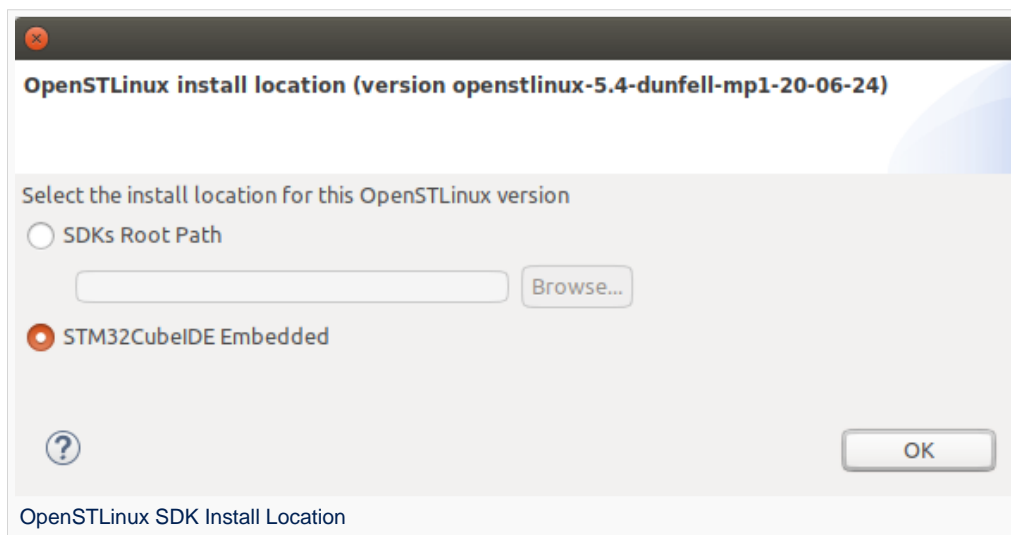 OpenSTLinux install location (version openstlinux-5.4-dunfell-mp1-20-06-24)
Select the install location for this OpenSTLinux version
SDKs Root Path
Browse...
STM32CubeIDE Embedded
?
OK
OpenSTLinux SDK Install Location